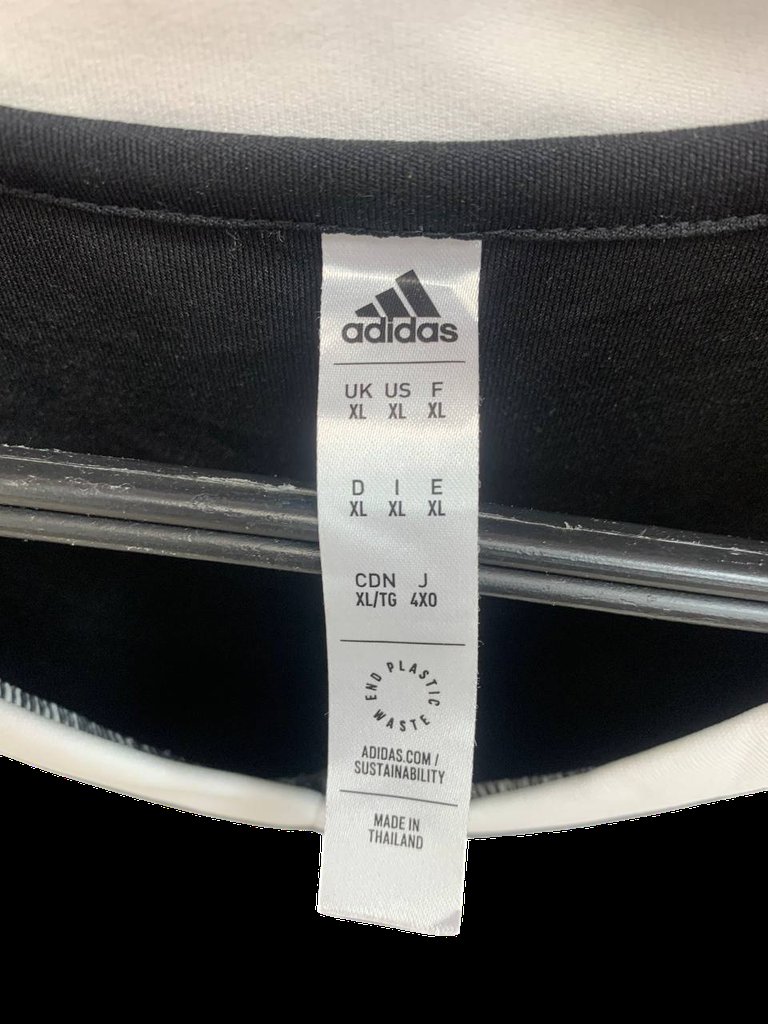 adidas
UK US F
XL XL XL
D I E
XL XL XL
CDN J
XL/TG 4XO
END PLASTIC WASTE
ADIDAS.COM /
SUSTAINABILITY
MADE IN
THAILAND